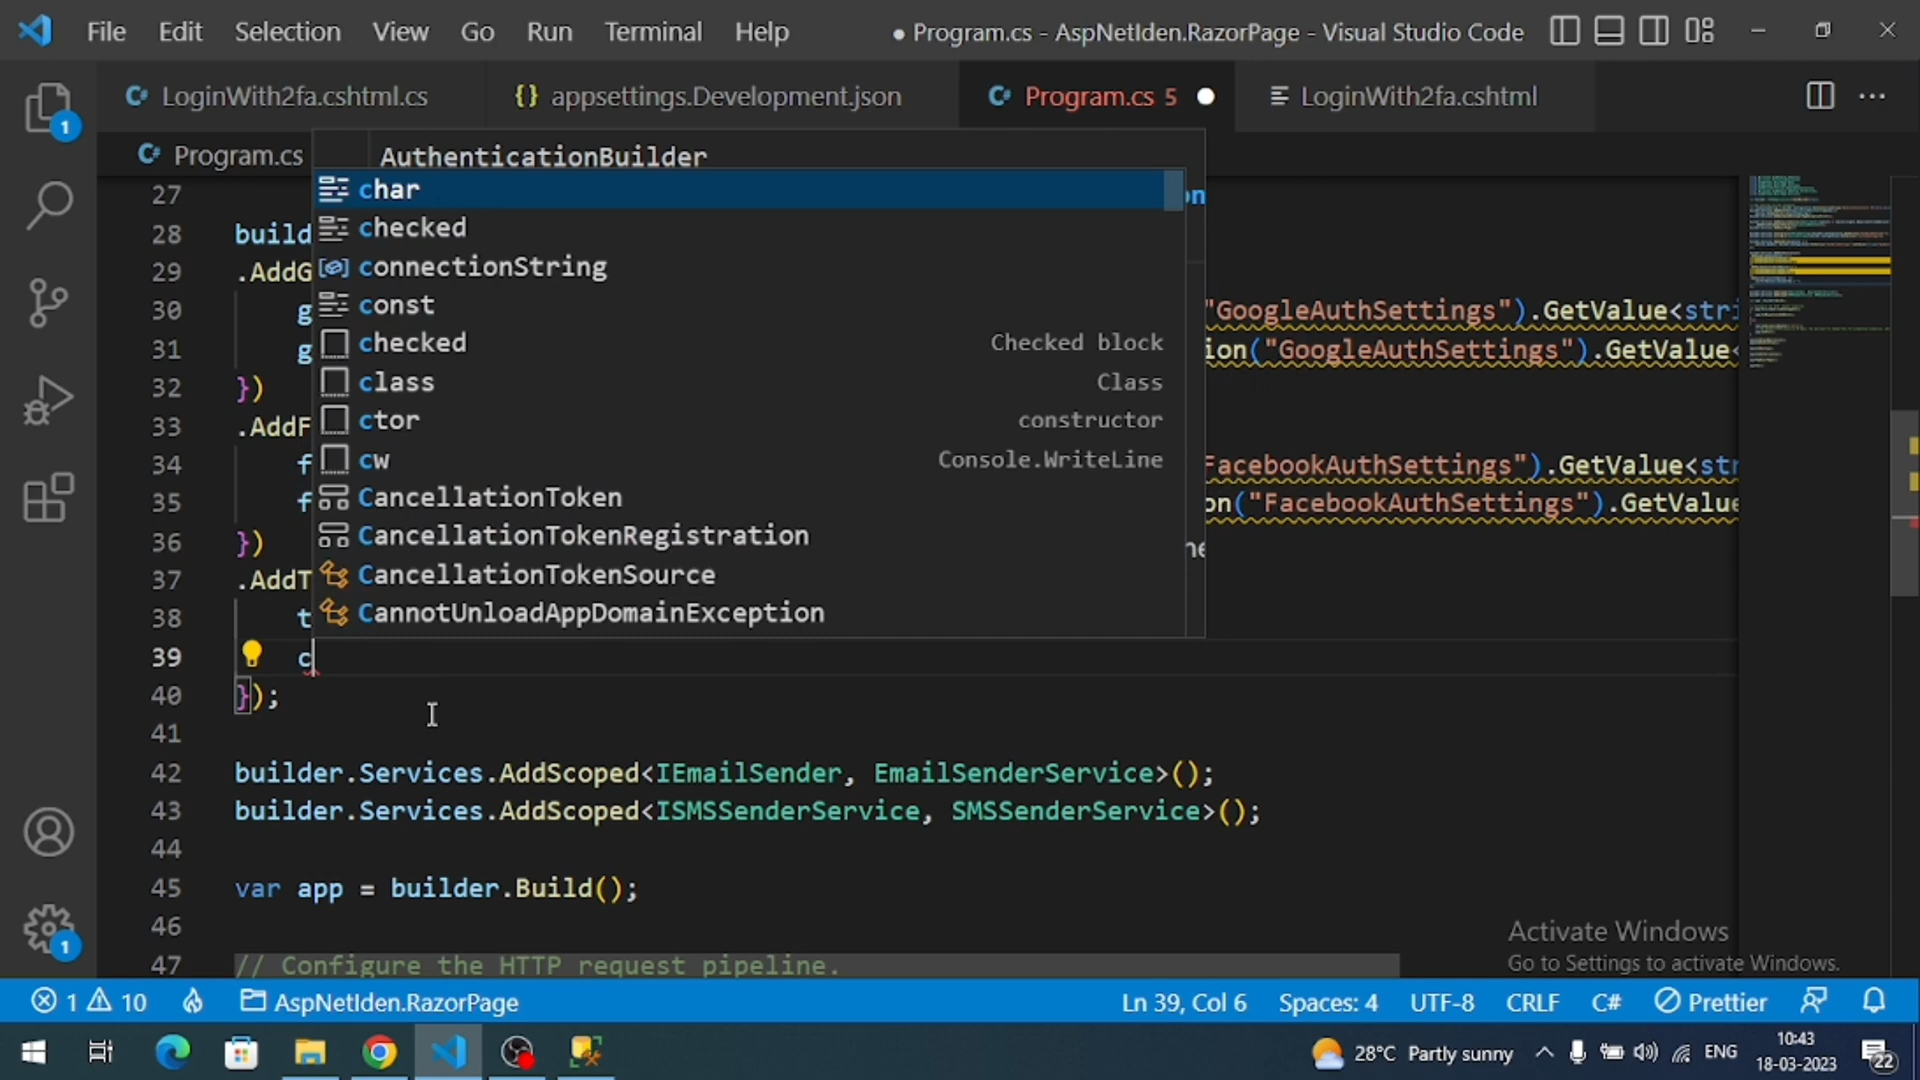 File Edit Selection View Go Run Terminal Help ● Program.cs - AspNetIden.RazorPage - Visual Studio Code
LoginWith2fa.cshtml.cs {} appsettings.Development.json Program.cs 5 LoginWith2fa.cshtml
1
Program.cs AuthenticationBuilder
27 char on
28 build checked
29 .AddG connectionString
30 g const "GoogleAuthSettings").GetValue<stri
31 g checked Checked block ion("GoogleAuthSettings").GetValue<
32 }) class Class
33 .AddF ctor constructor
34 f cw Console.WriteLine FacebookAuthSettings").GetValue<str
35 f CancellationToken on("FacebookAuthSettings").GetValue
36 }) CancellationTokenRegistration
37 .AddT CancellationTokenSource
38 t CannotUnloadAppDomainException
39 c
40 });
41
42 builder.Services.AddScoped<IEmailSender, EmailSenderService>();
43 builder.Services.AddScoped<ISMSSenderService, SMSSenderService>();
44
45 var app = builder.Build();
46
47 // Configure the HTTP request pipeline.
Activate Windows
Go to Settings to activate Windows.
1
1 10 AspNetIden.RazorPage Ln 39, Col 6 Spaces: 4 UTF-8 CRLF C# Prettier
28°C Partly sunny ENG 10:43
18-03-2023 22